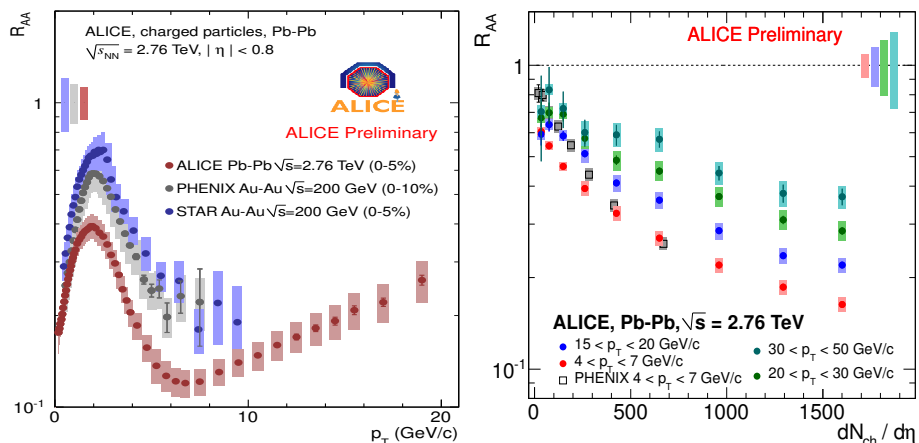 R_AA
ALICE, charged particles, Pb-Pb
√s_NN = 2.76 TeV, | η | < 0.8
ALICE
ALICE Preliminary
ALICE Pb-Pb √s=2.76 TeV (0-5%)
PHENIX Au-Au √s=200 GeV (0-10%)
STAR Au-Au √s=200 GeV (0-5%)
1
10^-1
0
10
20
p_T (GeV/c)
R_AA
ALICE Preliminary
1
ALICE, Pb-Pb, √s = 2.76 TeV
15 < p_T < 20 GeV/c
4 < p_T < 7 GeV/c
PHENIX 4 < p_T < 7 GeV/c
30 < p_T < 50 GeV/c
20 < p_T < 30 GeV/c
10^-1
0
500
1000
1500
dN_ch / dη